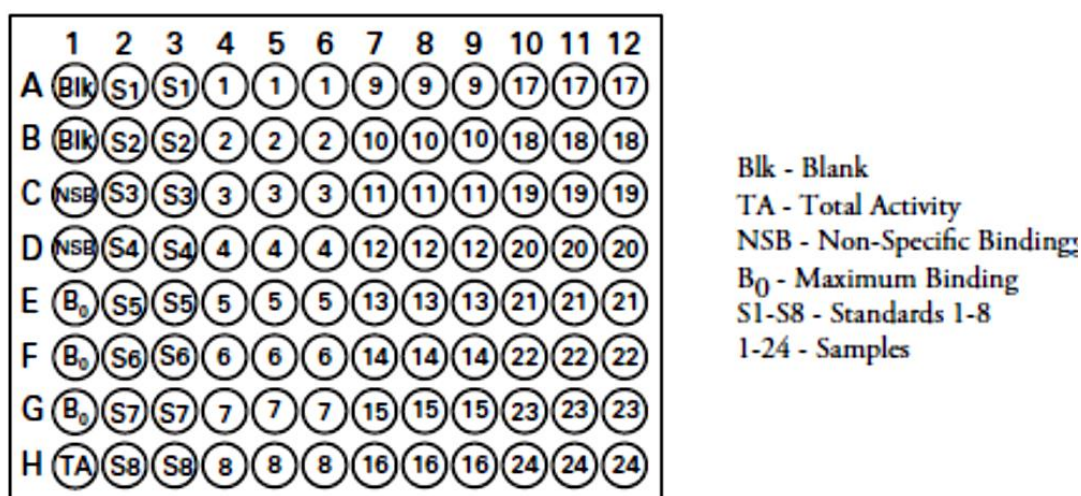 1 2 3 4 5 6 7 8 9 10 11 12
A Blk S1 S1 1 1 1 9 9 9 17 17 17
B Blk S2 S2 2 2 2 10 10 10 18 18 18
C NSB S3 S3 3 3 3 11 11 11 19 19 19
D NSB S4 S4 4 4 4 12 12 12 20 20 20
E B₀ S5 S5 5 5 5 13 13 13 21 21 21
F B₀ S6 S6 6 6 6 14 14 14 22 22 22
G B₀ S7 S7 7 7 7 15 15 15 23 23 23
H TA S8 S8 8 8 8 16 16 16 24 24 24
Blk - Blank
TA - Total Activity
NSB - Non-Specific Bindings
B₀ - Maximum Binding
S1-S8 - Standards 1-8
1-24 - Samples